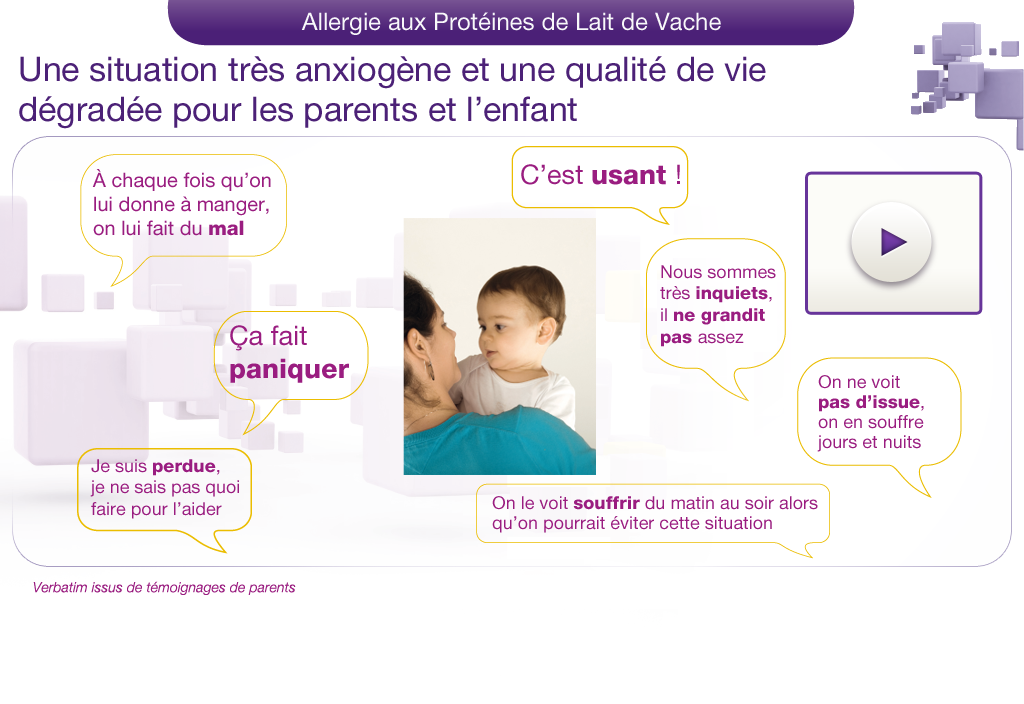 Allergie aux Protéines de Lait de Vache
Une situation très anxiogène et une qualité de vie
dégradée pour les parents et l'enfant
À chaque fois qu'on
lui donne à manger,
on lui fait du mal
C'est usant !
Nous sommes
très inquiets,
il ne grandit
pas assez
Ça fait
paniquer
On ne voit
pas d'issue,
on en souffre
jours et nuits
Je suis perdue,
je ne sais pas quoi
faire pour l'aider
On le voit souffrir du matin au soir alors
qu'on pourrait éviter cette situation
Verbatim issus de témoignages de parents